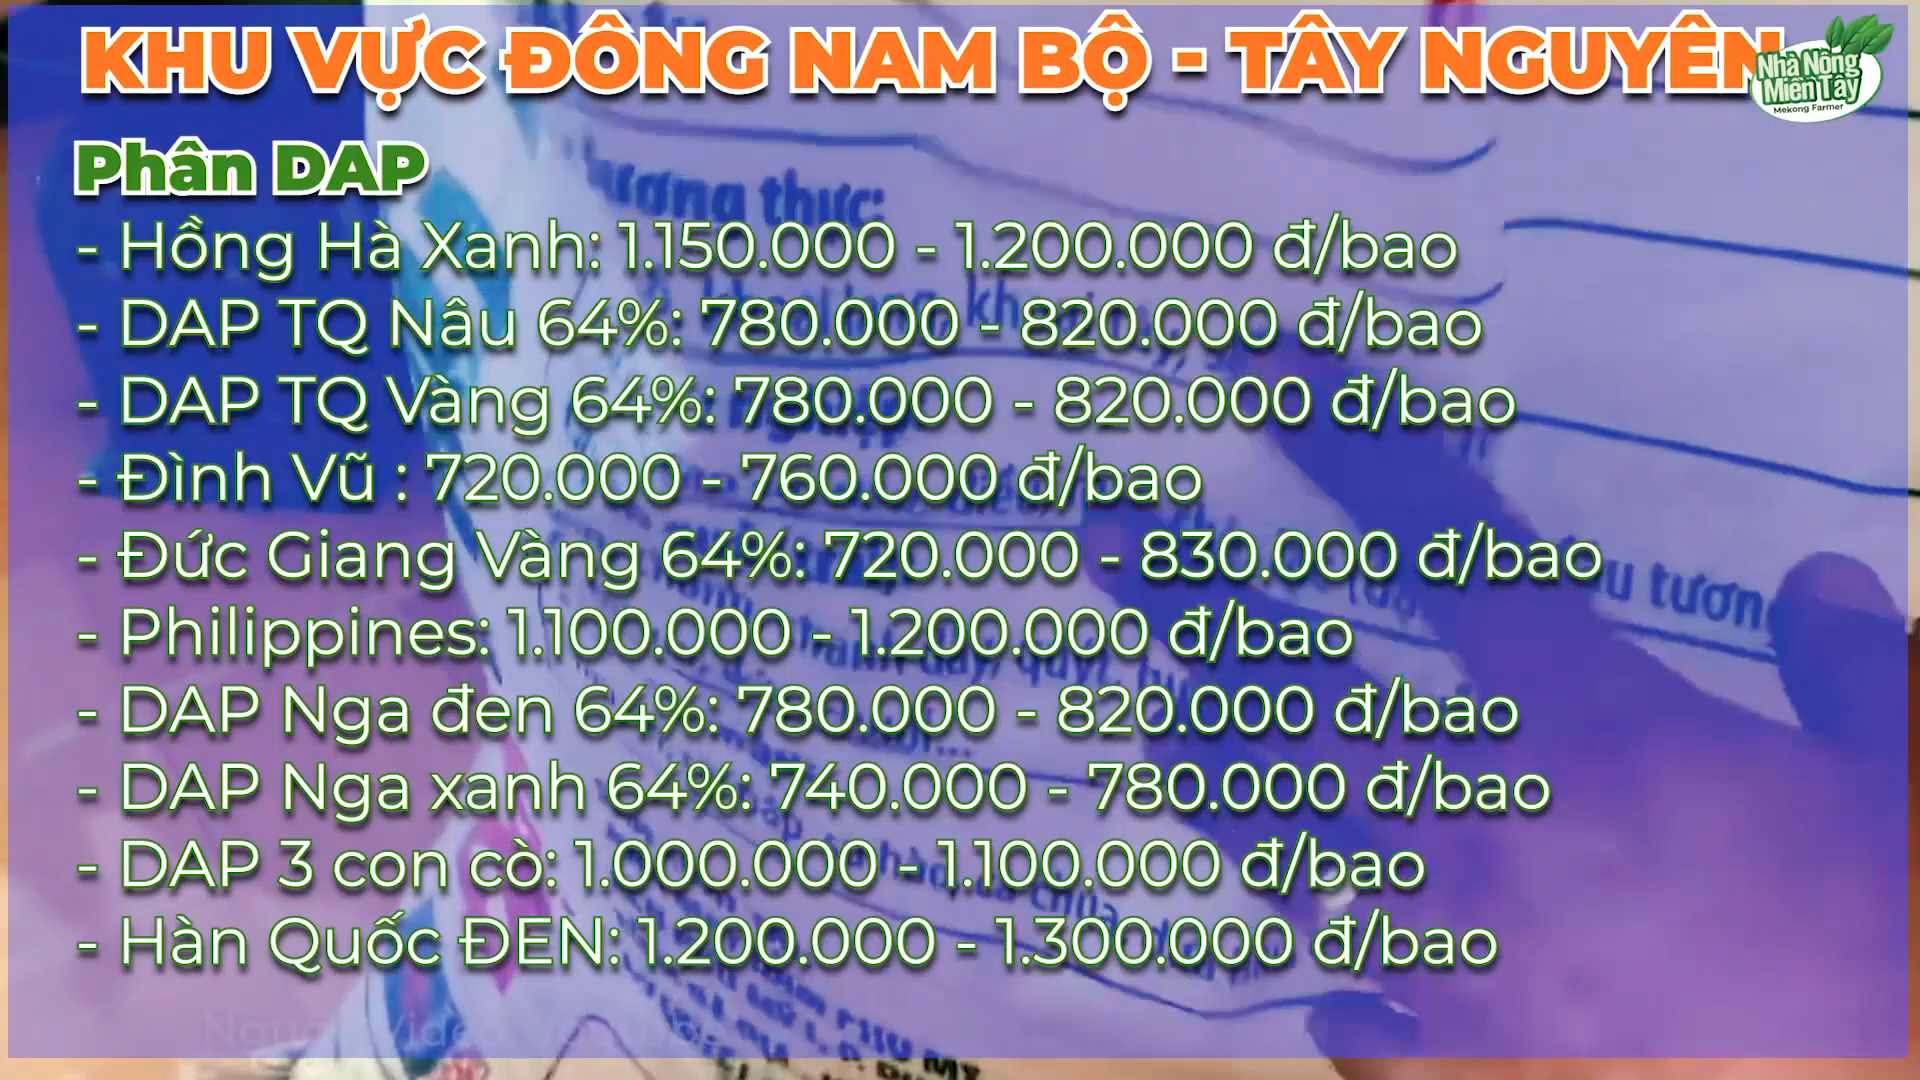 KHU VỰC ĐÔNG NAM BỘ - TÂY NGUYÊN
Nhà Nông
Miền Tây
Mekong Farmer
Phân DAP
- Hồng Hà Xanh: 1.150.000 - 1.200.000 đ/bao
- DAP TQ Nâu 64%: 780.000 - 820.000 đ/bao
- DAP TQ Vàng 64%: 780.000 - 820.000 đ/bao
- Đình Vũ : 720.000 - 760.000 đ/bao
- Đức Giang Vàng 64%: 720.000 - 830.000 đ/bao
- Philippines: 1.100.000 - 1.200.000 đ/bao
- DAP Nga đen 64%: 780.000 - 820.000 đ/bao
- DAP Nga xanh 64%: 740.000 - 780.000 đ/bao
- DAP 3 con cò: 1.000.000 - 1.100.000 đ/bao
- Hàn Quốc ĐEN: 1.200.000 - 1.300.000 đ/bao